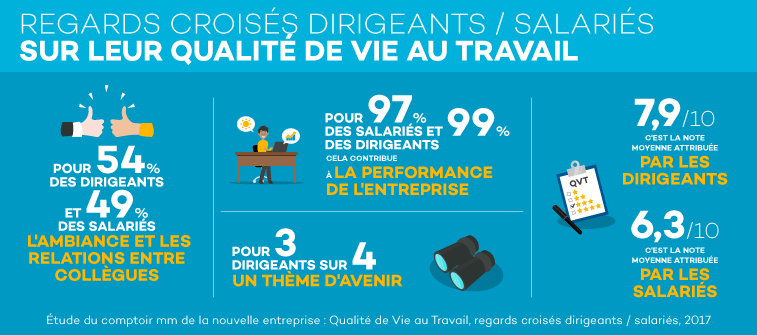 REGARDS CROISÉS DIRIGEANTS / SALARIÉS
SUR LEUR QUALITÉ DE VIE AU TRAVAIL
POUR 54%
DES DIRIGEANTS
ET 49%
DES SALARIÉS
L'AMBIANCE ET LES
RELATIONS ENTRE
COLLÈGUES
POUR 97%
DES SALARIÉS ET 99%
DES DIRIGEANTS
CELA CONTRIBUE
À LA PERFORMANCE
DE L'ENTREPRISE
POUR 3
DIRIGEANTS SUR 4
UN THÈME D'AVENIR
QVT
7,9/10
C'EST LA NOTE
MOYENNE ATTRIBUÉE
PAR LES
DIRIGEANTS
6,3/10
C'EST LA NOTE
MOYENNE ATTRIBUÉE
PAR LES
SALARIÉS
Étude du comptoir mm de la nouvelle entreprise : Qualité de Vie au Travail, regards croisés dirigeants / salariés, 2017